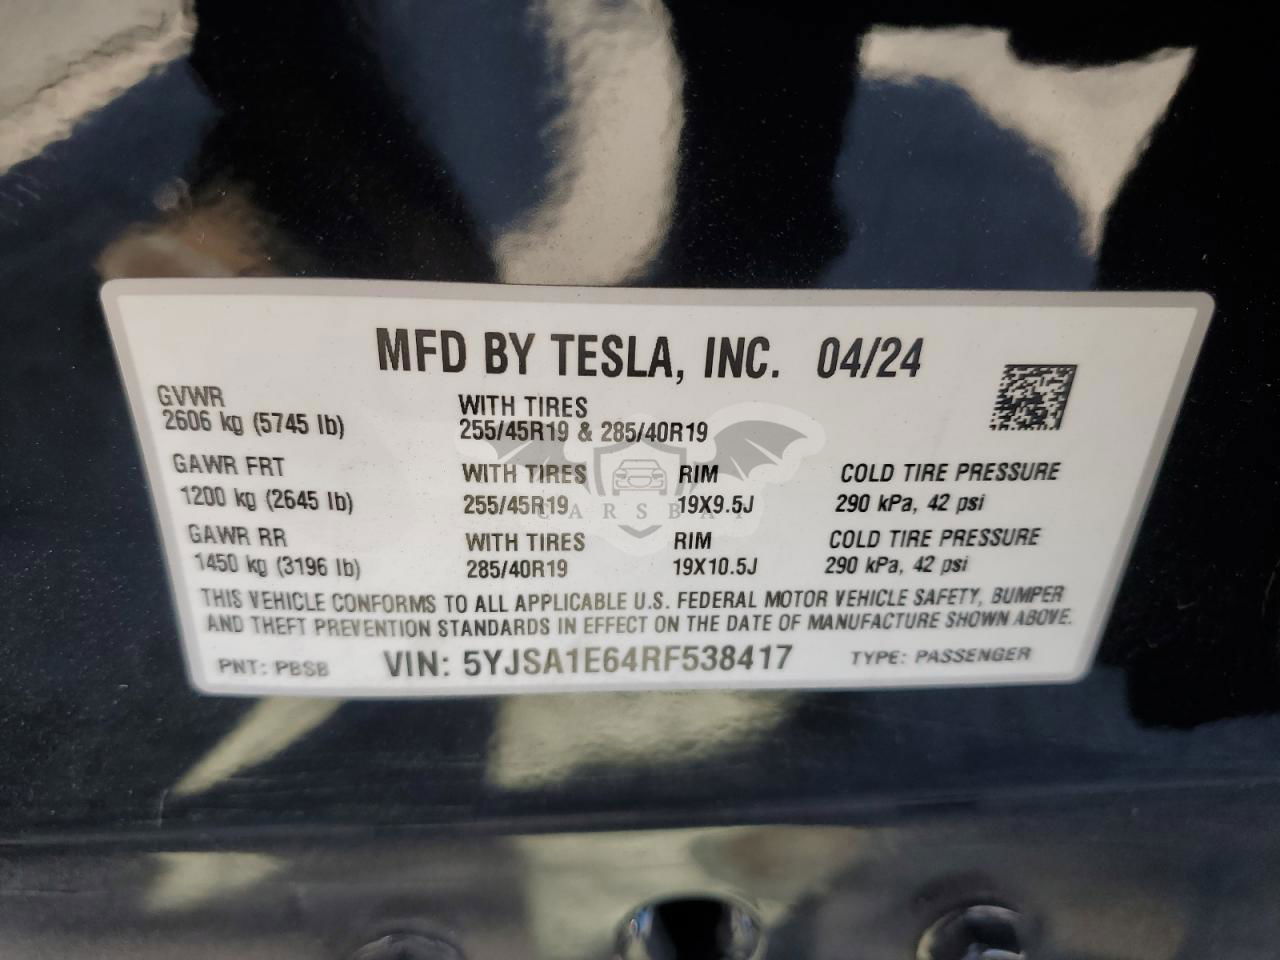 MFD BY TESLA, INC. 04/24
GVWR
2606 kg (5745 lb)
WITH TIRES
255/45R19 & 285/40R19
GAWR FRT
1200 kg (2645 lb)
WITH TIRES
255/45R19
RIM
19X9.5J
COLD TIRE PRESSURE
290 kPa, 42 psi
GAWR RR
1450 kg (3196 lb)
WITH TIRES
285/40R19
RIM
19X10.5J
COLD TIRE PRESSURE
290 kPa, 42 psi
THIS VEHICLE CONFORMS TO ALL APPLICABLE U.S. FEDERAL MOTOR VEHICLE SAFETY, BUMPER
AND THEFT PREVENTION STANDARDS IN EFFECT ON THE DATE OF MANUFACTURE SHOWN ABOVE.
PNT: PBSB VIN: 5YJSA1E64RF538417 TYPE: PASSENGER
CARSBAT